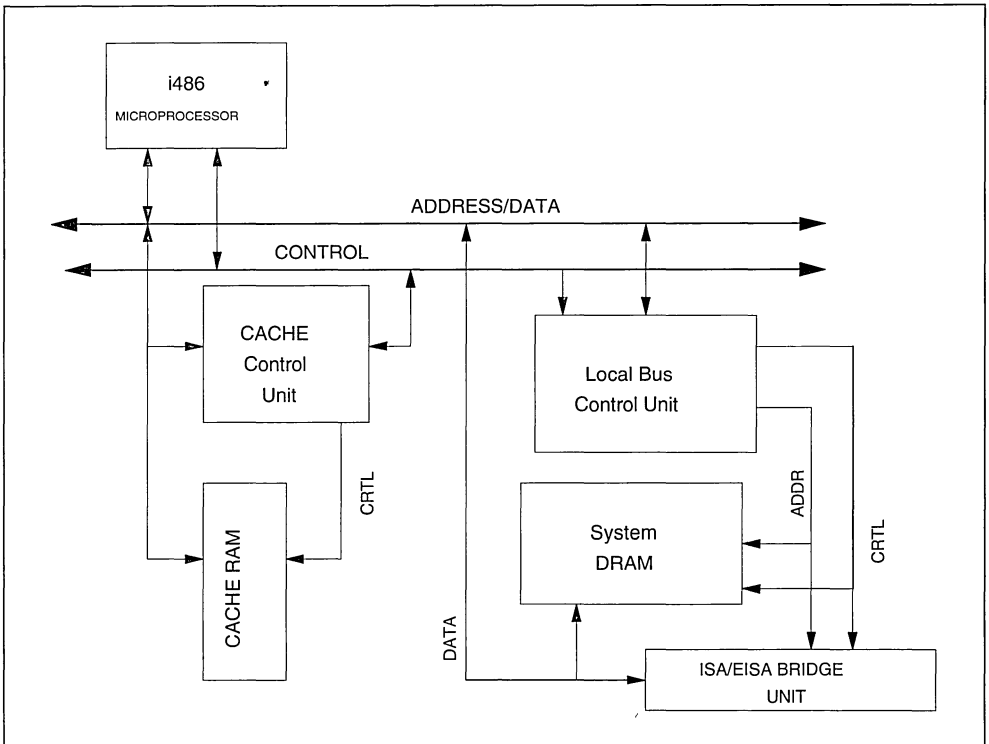 i486
MICROPROCESSOR
ADDRESS/DATA
CONTROL
CACHE
Control
Unit
Local Bus
Control Unit
CRTL
ADDR
System
DRAM
CRTL
CACHE RAM
DATA
ISA/EISA BRIDGE
UNIT